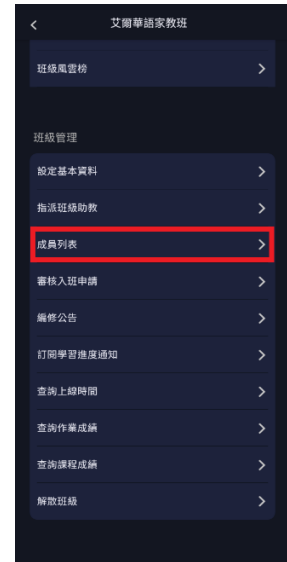 艾爾華語家教班
班級風雲榜
班級管理
設定基本資料
指派班級助教
成員列表
審核入班申請
編修公告
訂閱學習進度通知
查詢上線時間
查詢作業成績
查詢課程成績
解散班級